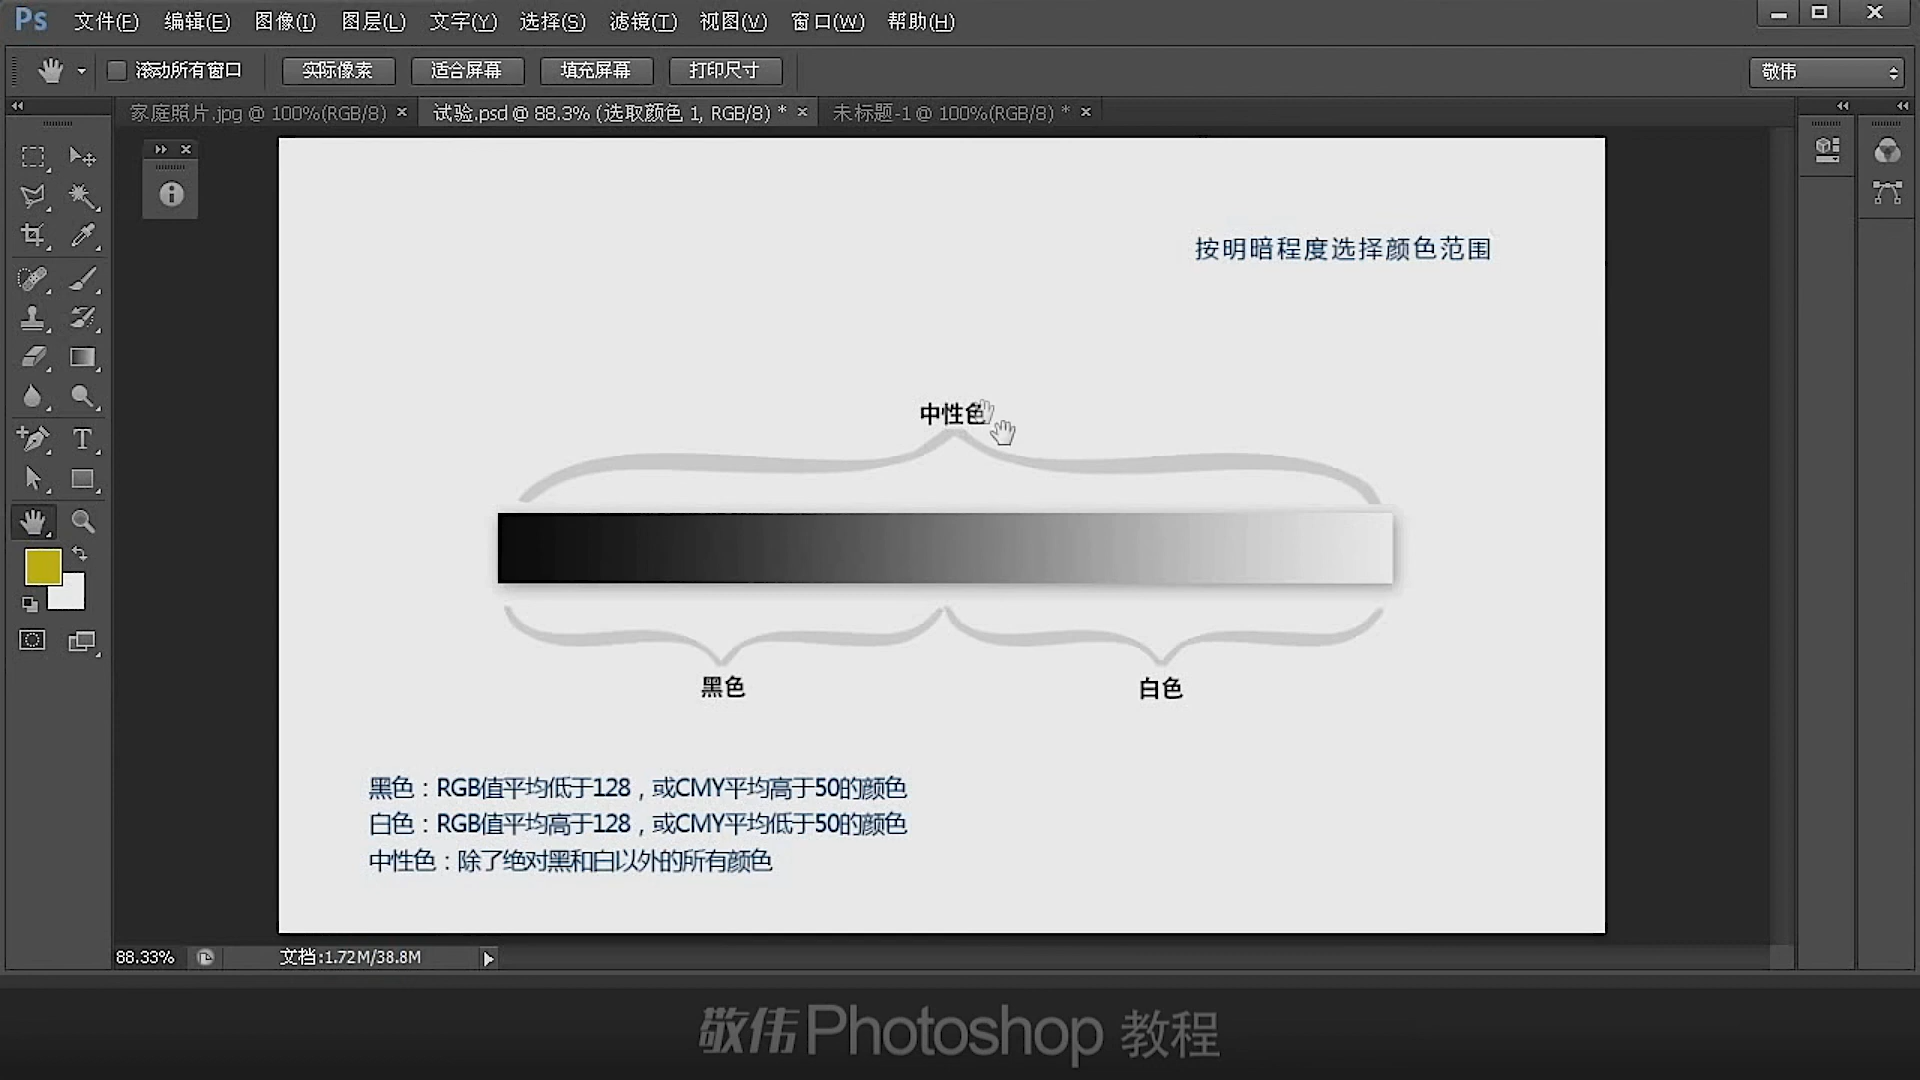 Ps 文件(F) 编辑(E) 图像(I) 图层(L) 文字(Y) 选择(S) 滤镜(T) 视图(V) 窗口(W) 帮助(H)
滚动所有窗口 实际像素 适合屏幕 填充屏幕 打印尺寸 敬伟
家庭照片.jpg @ 100%(RGB/8) × 试验.psd @ 88.3% (选取颜色 1, RGB/8) * × 未标题-1 @ 100%(RGB/8) * ×
按明暗程度选择颜色范围
中性色
黑色 白色
黑色：RGB值平均低于128，或CMY平均高于50的颜色
白色：RGB值平均高于128，或CMY平均低于50的颜色
中性色：除了绝对黑和白以外的所有颜色
88.33% 文档:1.72M/38.8M
敬伟Photoshop 教程